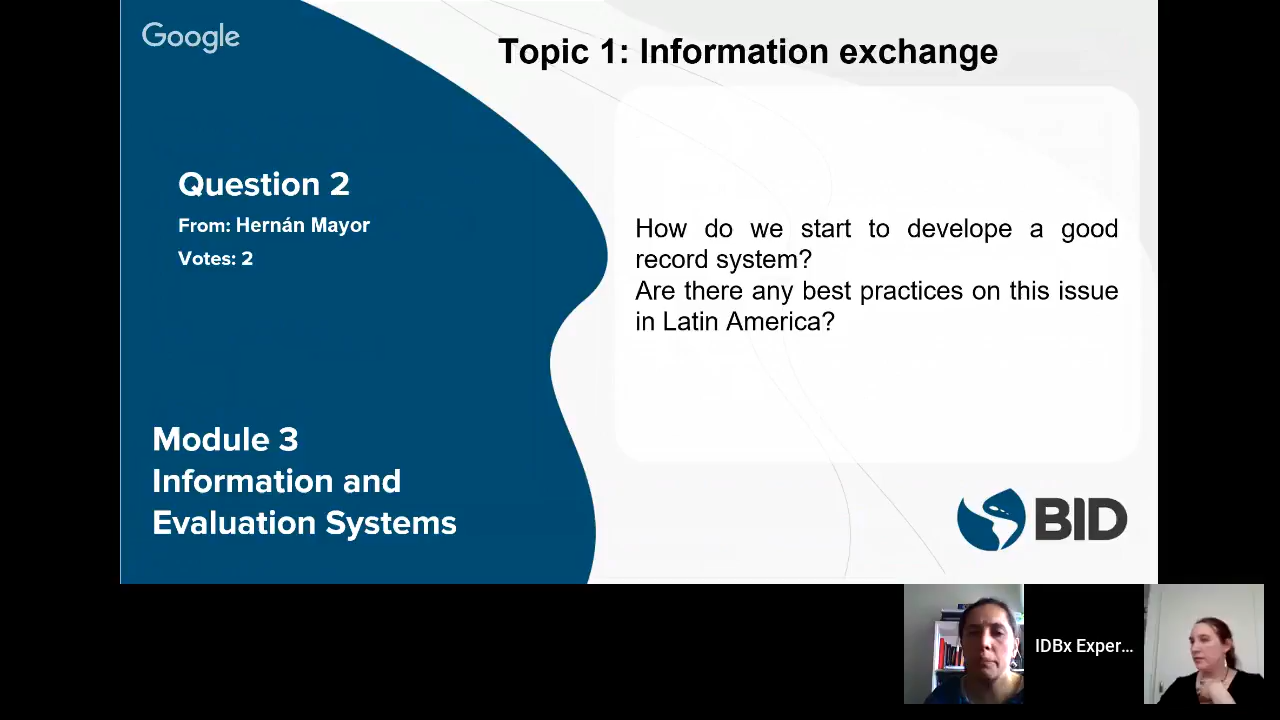 Google
Topic 1: Information exchange
Question 2
From: Hernán Mayor
Votes: 2
How do we start to develope a good
record system?
Are there any best practices on this issue
in Latin America?
Module 3
Information and
Evaluation Systems
BID
IDBx Exper...